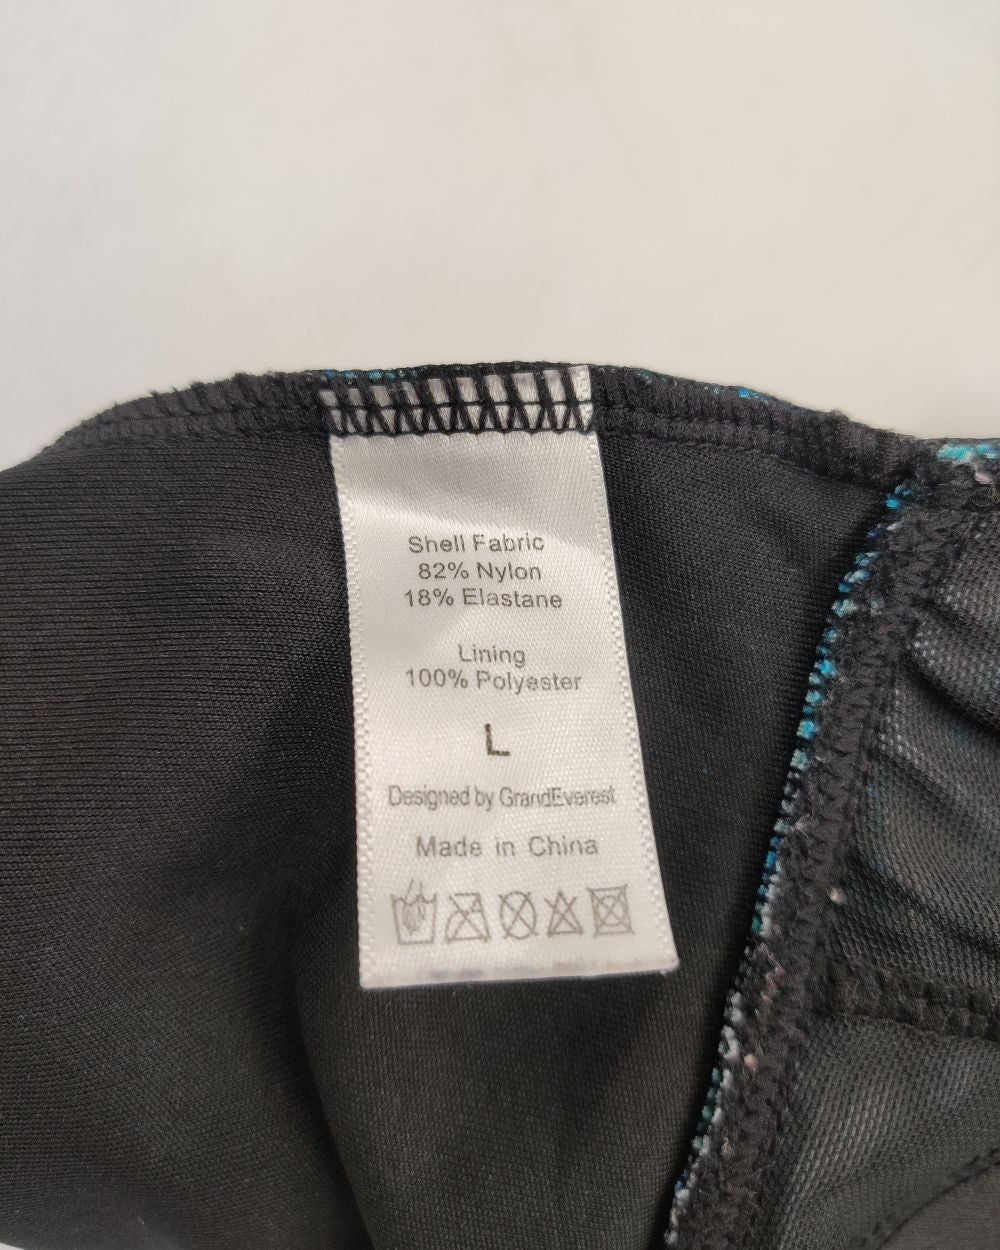 Shell Fabric
82% Nylon
18% Elastane
Lining
100% Polyester
L
Designed by GrandEverest
Made in China